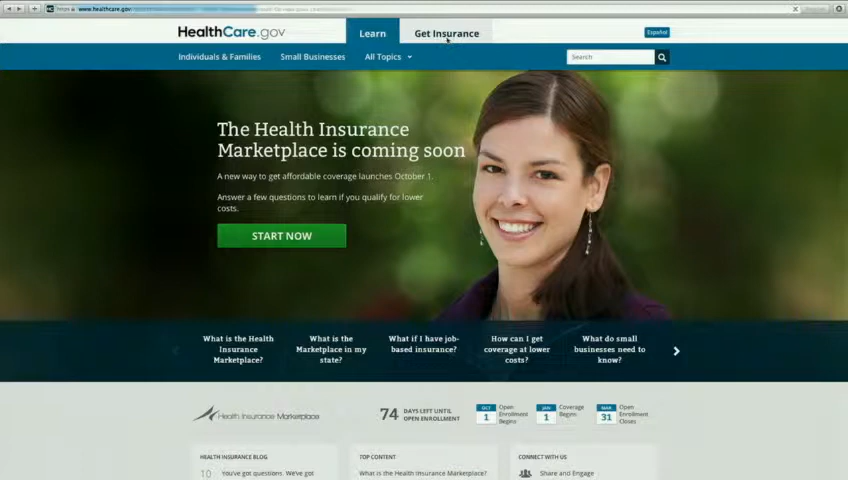 www.healthcare.gov
HealthCare.gov
Learn
Get Insurance
Español
Individuals & Families
Small Businesses
All Topics
Search
The Health Insurance
Marketplace is coming soon
A new way to get affordable coverage launches October 1.
Answer a few questions to learn if you qualify for lower
costs.
START NOW
What is the Health
Insurance
Marketplace?
What is the
Marketplace in my
state?
What if I have job-
based insurance?
How can I get
coverage at lower
costs?
What do small
businesses need to
know?
Health Insurance Marketplace
74
DAYS LEFT UNTIL
OPEN ENROLLMENT
OCT
1
Open
Enrollment
Begins
JAN
1
Coverage
Begins
MAR
31
Open
Enrollment
Closes
HEALTH INSURANCE BLOG
10
You've got questions. We've got
TOP CONTENT
What is the Health Insurance Marketplace?
CONNECT WITH US
Share and Engage